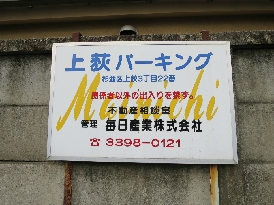 上荻パーキング
杉並区上荻3丁目22番
Mainichi
関係者以外の出入りを禁ず。
不動産相談室
管理 毎日産業株式会社
☎3398-0121